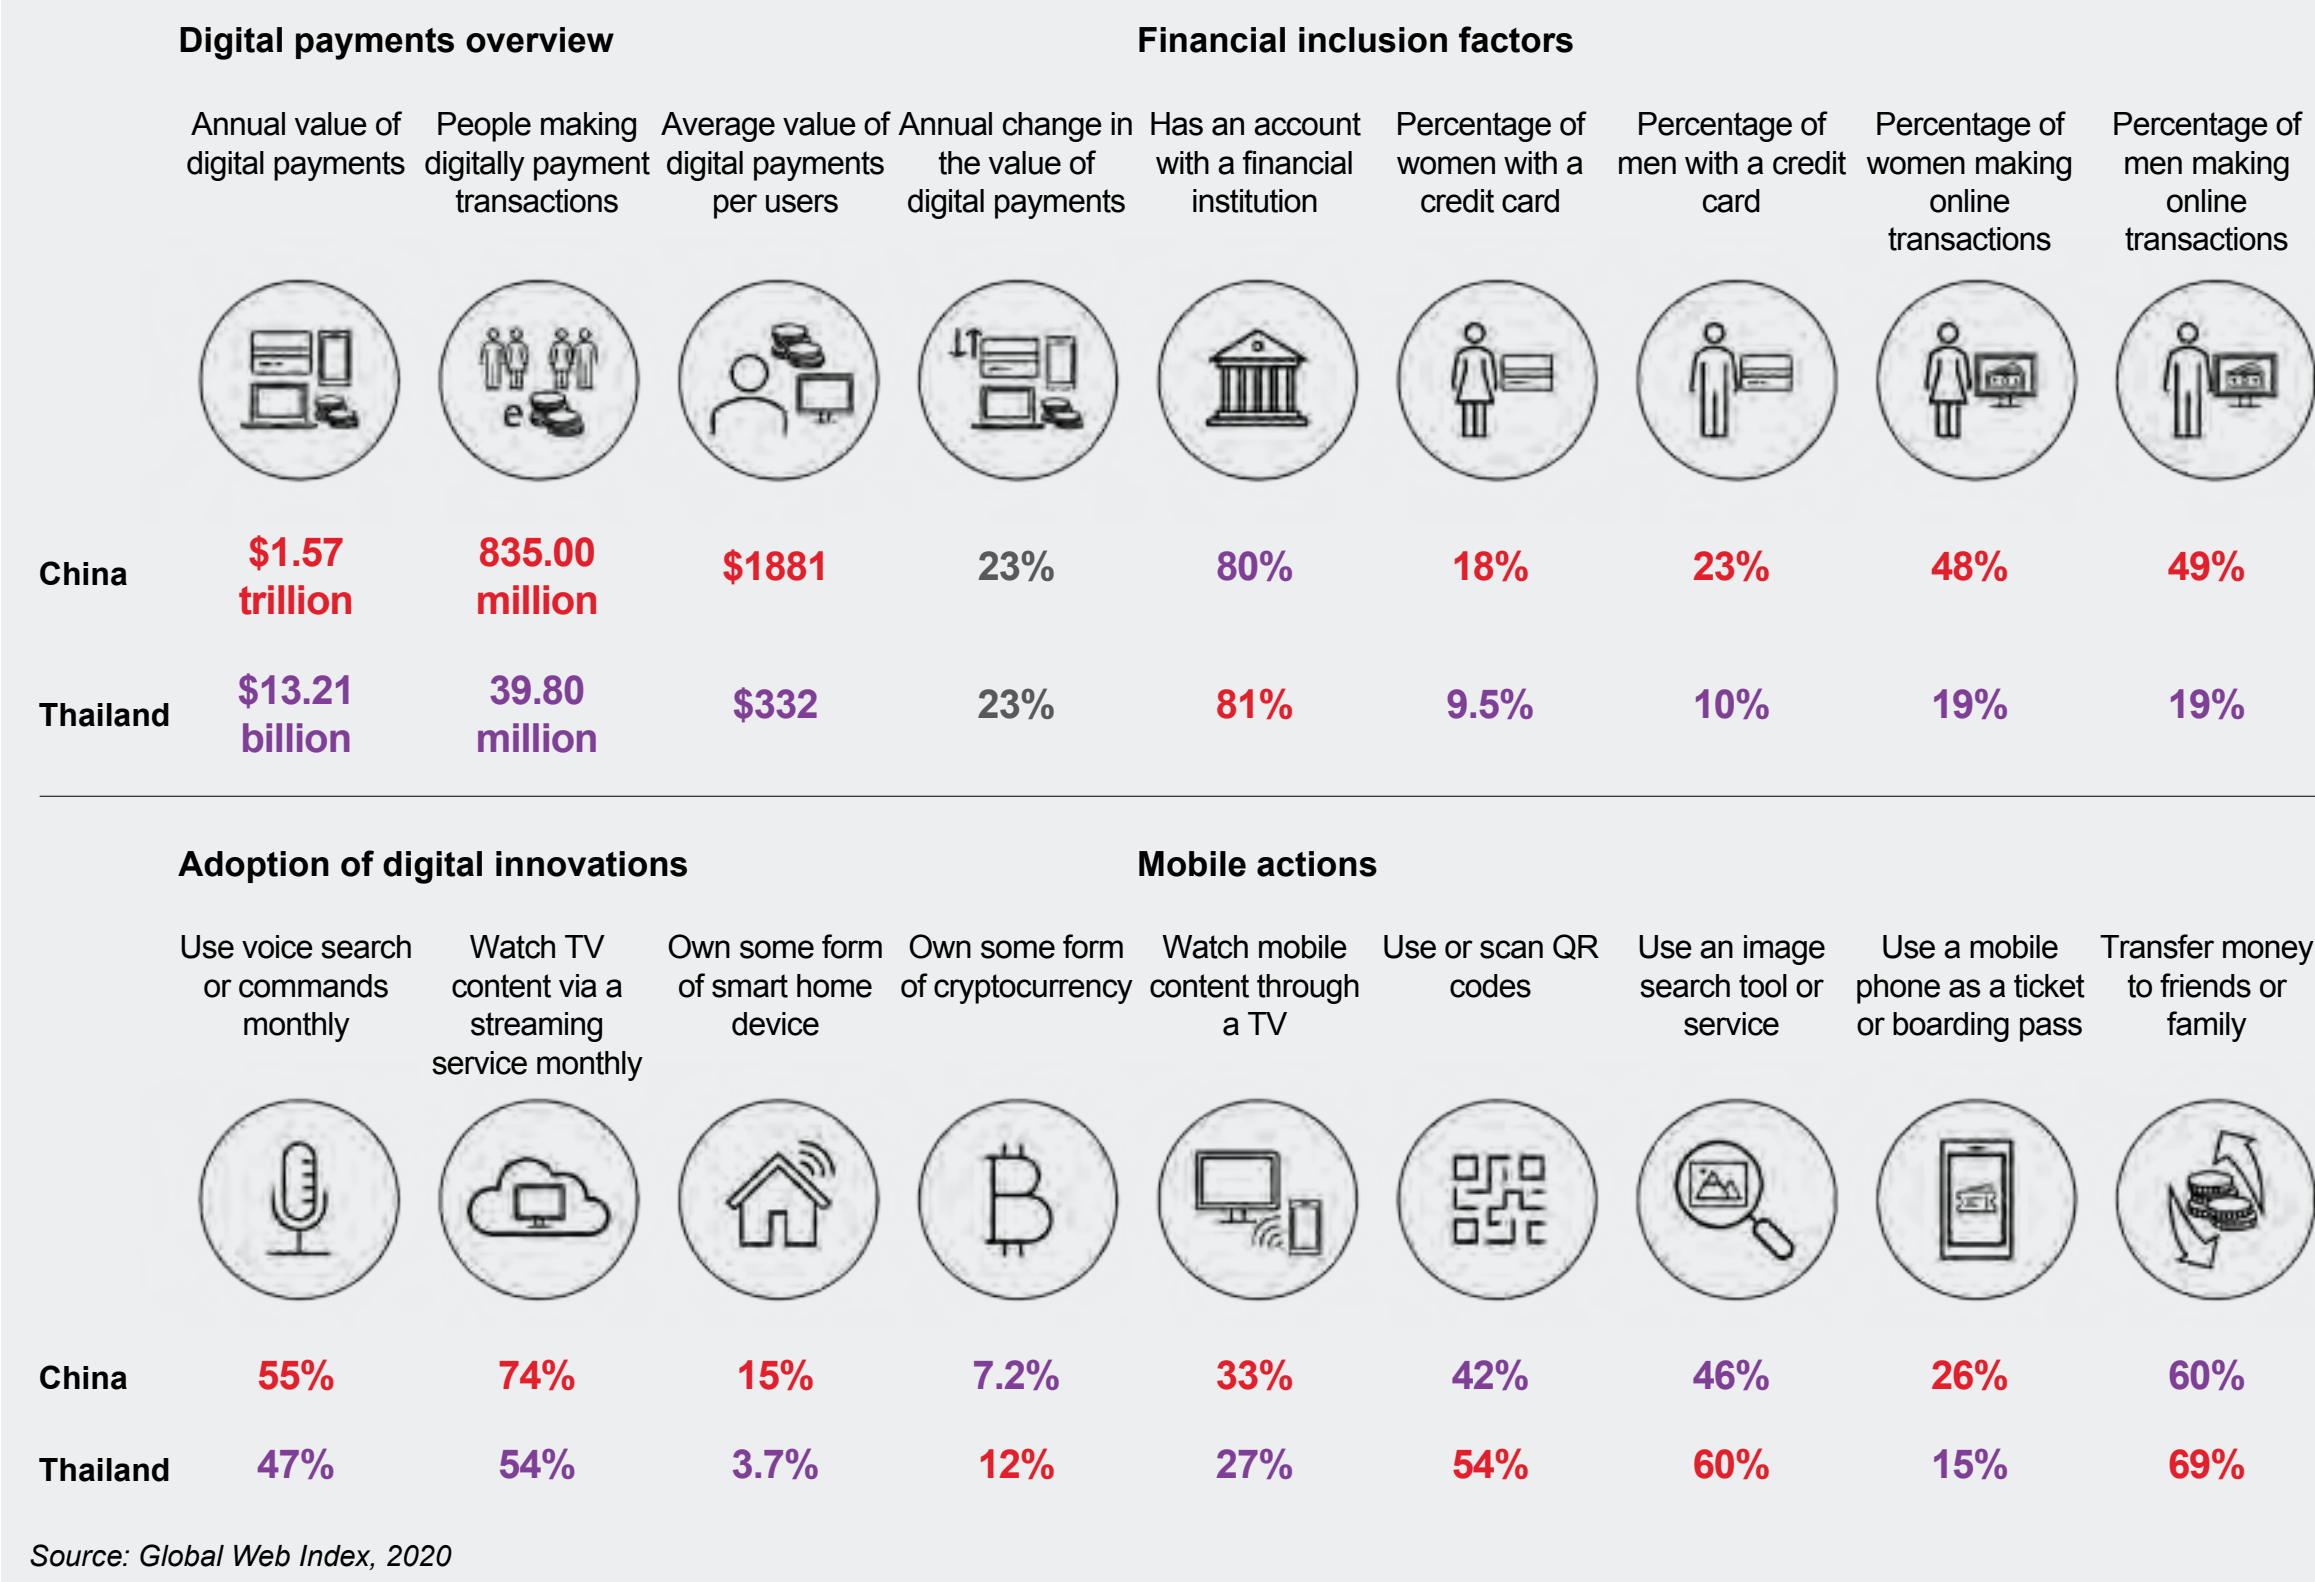 Digital payments overview
Financial inclusion factors
Annual value of
digital payments
People making
digitally payment
transactions
Average value of
digital payments
per users
Annual change in
the value of
digital payments
Has an account
with a financial
institution
Percentage of
women with a
credit card
Percentage of
men with a credit
card
Percentage of
women making
online
transactions
Percentage of
men making
online
transactions
e
China
$1.57
trillion
835.00
million
$1881
23%
80%
18%
23%
48%
49%
Thailand
$13.21
billion
39.80
million
$332
23%
81%
9.5%
10%
19%
19%
Adoption of digital innovations
Mobile actions
Use voice search
or commands
monthly
Watch TV
content via a
streaming
service monthly
Own some form
of smart home
device
Own some form
of cryptocurrency
Watch mobile
content through
a TV
Use or scan QR
codes
Use an image
search tool or
service
Use a mobile
phone as a ticket
or boarding pass
Transfer money
to friends or
family
China
55%
74%
15%
7.2%
33%
42%
46%
26%
60%
Thailand
47%
54%
3.7%
12%
27%
54%
60%
15%
69%
Source: Global Web Index, 2020